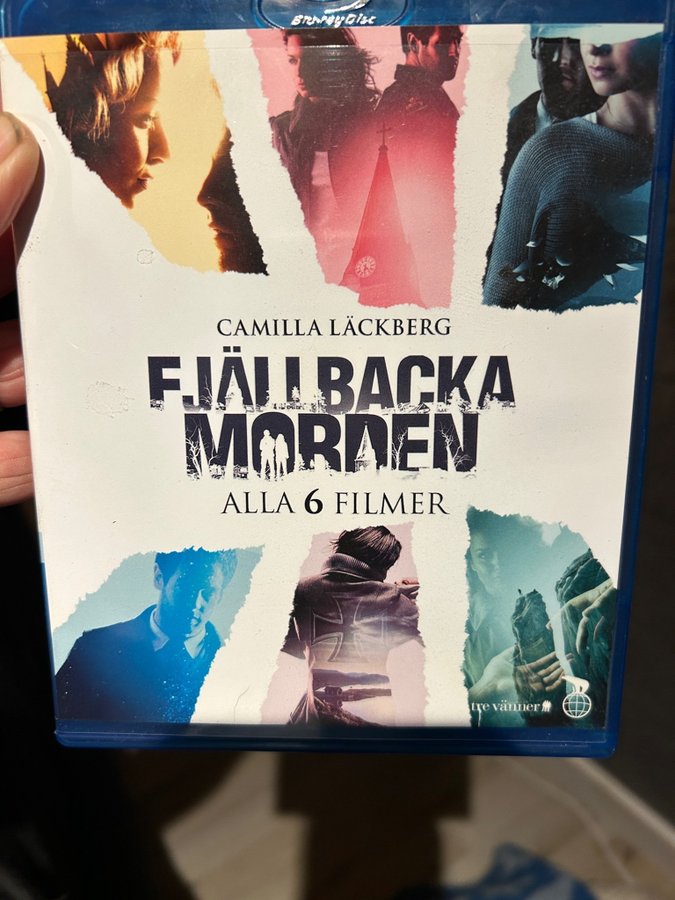 Blu-ray Disc
CAMILLA LÄCKBERG
FJÄLLBACKA
MORDEN
ALLA 6 FILMER
tre vänner